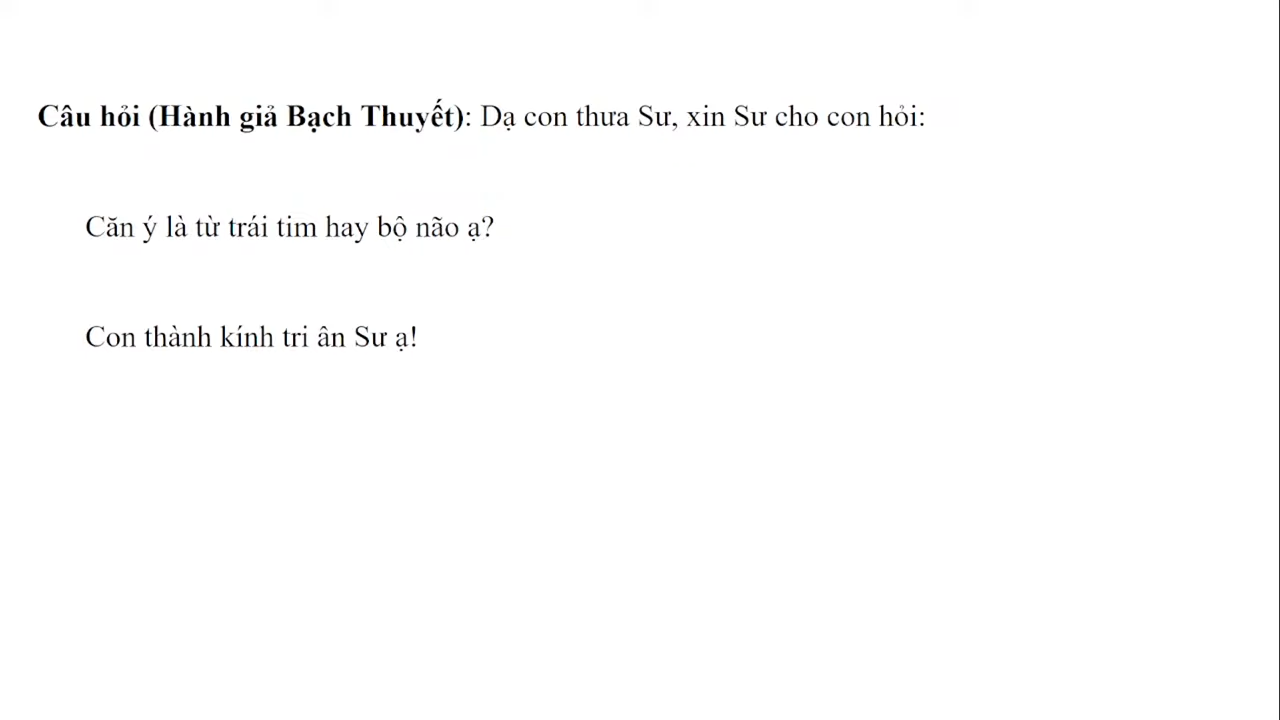 Câu hỏi (Hành giả Bạch Thuyết): Dạ con thưa Sư, xin Sư cho con hỏi:
Căn ý là từ trái tim hay bộ não ạ?
Con thành kính tri ân Sư ạ!